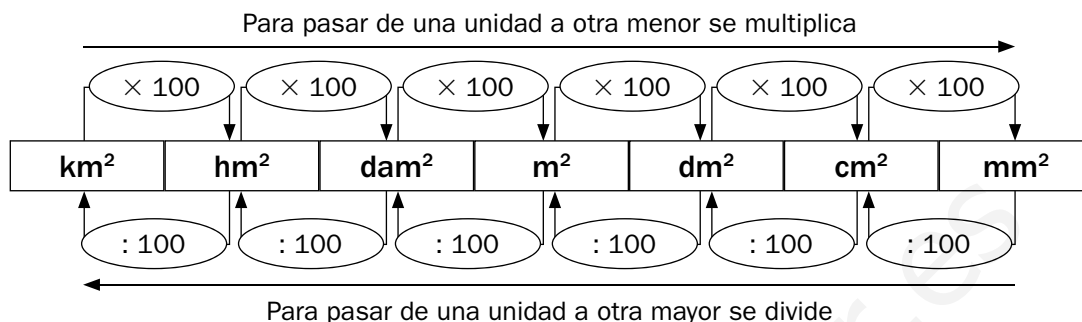 Para pasar de una unidad a otra menor se multiplica
× 100 × 100 × 100 × 100 × 100 × 100
km² hm² dam² m² dm² cm² mm²
: 100 : 100 : 100 : 100 : 100 : 100
Para pasar de una unidad a otra mayor se divide